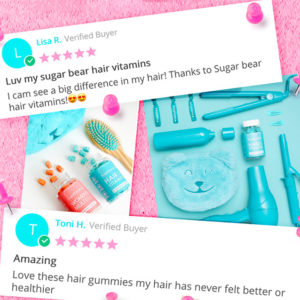 L
Lisa R. Verified Buyer
Luv my sugar bear hair vitamins
I cam see a big difference in my hair! Thanks to Sugar bear
hair vitamins!😍😍
HAIR
T
Toni H. Verified Buyer
Amazing
Love these hair gummies my hair has never felt better or
healthier